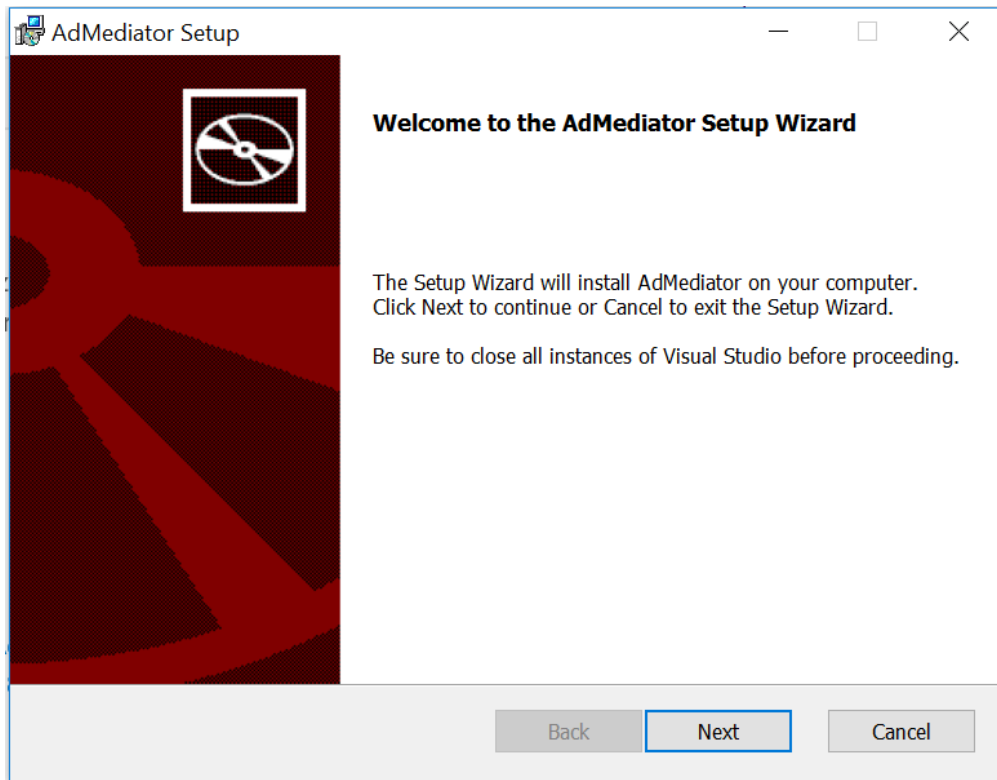 AdMediator Setup
Welcome to the AdMediator Setup Wizard
The Setup Wizard will install AdMediator on your computer.
Click Next to continue or Cancel to exit the Setup Wizard.
Be sure to close all instances of Visual Studio before proceeding.
Back
Next
Cancel